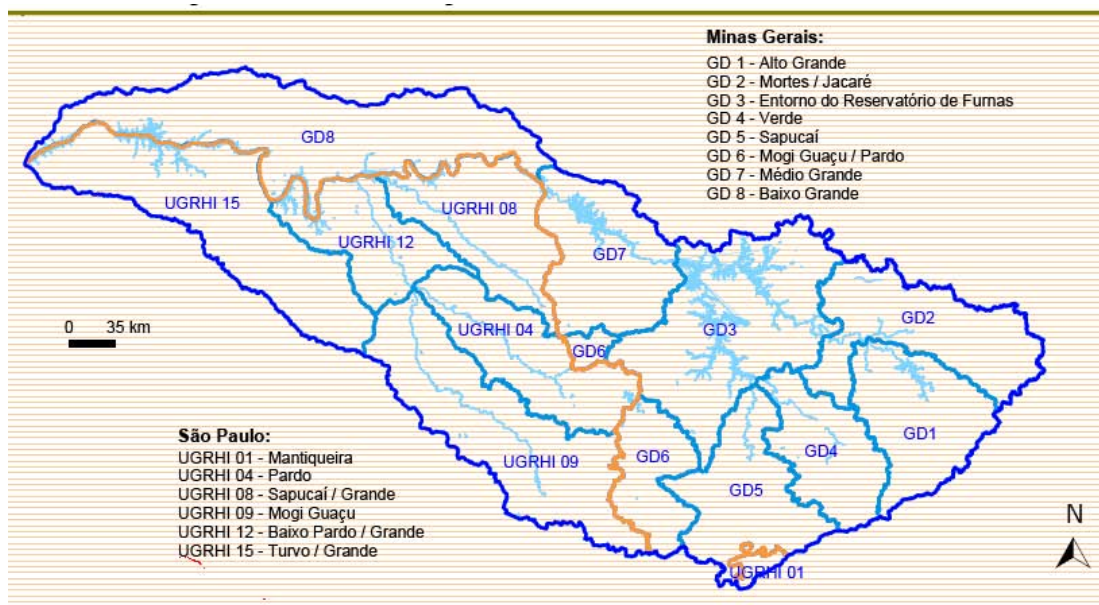 Minas Gerais:
GD 1 - Alto Grande
GD 2 - Mortes / Jacaré
GD 3 - Entorno do Reservatório de Furnas
GD 4 - Verde
GD 5 - Sapucaí
GD 6 - Mogi Guaçu / Pardo
GD 7 - Médio Grande
GD 8 - Baixo Grande
GD8
UGRHI 15
UGRHI 08
UGRHI 12
GD7
GD2
0 35 km
UGRHI 04
GD3
GD6
GD1
São Paulo:
UGRHI 01 - Mantiqueira
UGRHI 04 - Pardo
UGRHI 08 - Sapucaí / Grande
UGRHI 09 - Mogi Guaçu
UGRHI 12 - Baixo Pardo / Grande
UGRHI 15 - Turvo / Grande
UGRHI 09
GD6
GD4
GD5
N
UGRHI 01